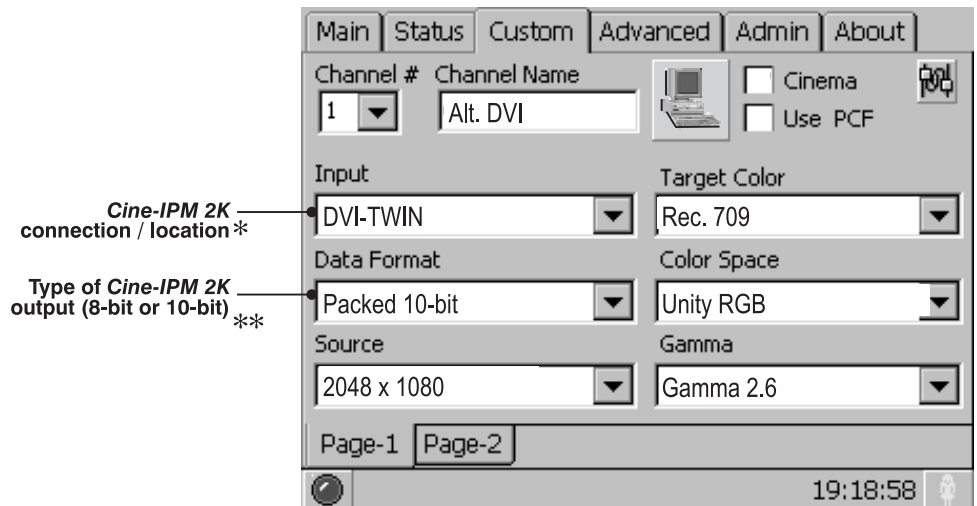 Main Status Custom Advanced Admin About
Channel # Channel Name
1 Alt. DVI
Cinema
Use PCF
Input Target Color
Cine-IPM 2K
connection / location*
DVI-TWIN Rec. 709
Data Format Color Space
Type of Cine-IPM 2K
output (8-bit or 10-bit)**
Packed 10-bit Unity RGB
Source Gamma
2048 x 1080 Gamma 2.6
Page-1 Page-2
19:18:58